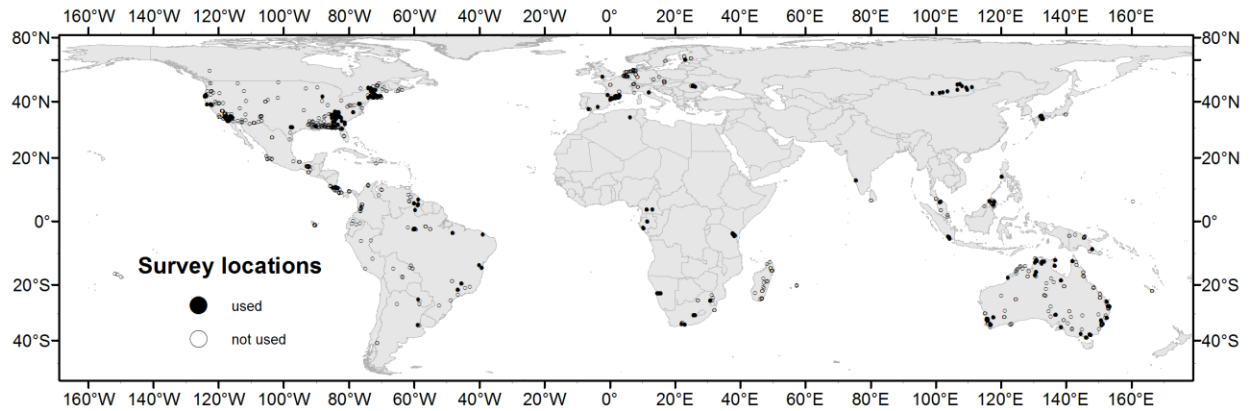 160°W 140°W 120°W 100°W 80°W 60°W 40°W 20°W 0° 20°E 40°E 60°E 80°E 100°E 120°E 140°E 160°E
80°N 80°N
40°N 40°N
20°N 20°N
0° 0°
Survey locations
used
20°S 20°S
not used
40°S 40°S
160°W 140°W 120°W 100°W 80°W 60°W 40°W 20°W 0° 20°E 40°E 60°E 80°E 100°E 120°E 140°E 160°E